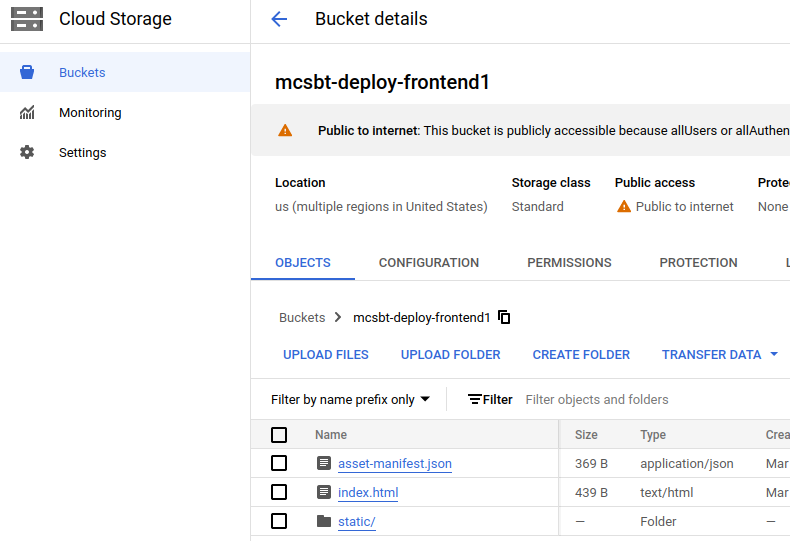 Cloud Storage
Bucket details
Buckets
Monitoring
Settings
mcsbt-deploy-frontend1
Public to internet: This bucket is publicly accessible because allUsers or allAuthen
Location Storage class Public access Prote
us (multiple regions in United States) Standard Public to internet None
OBJECTS CONFIGURATION PERMISSIONS PROTECTION L
Buckets > mcsbt-deploy-frontend1
UPLOAD FILES UPLOAD FOLDER CREATE FOLDER TRANSFER DATA
Filter by name prefix only Filter Filter objects and folders
Name Size Type Crea
asset-manifest.json 369 B application/json Mar
index.html 439 B text/html Mar
static/ — Folder —